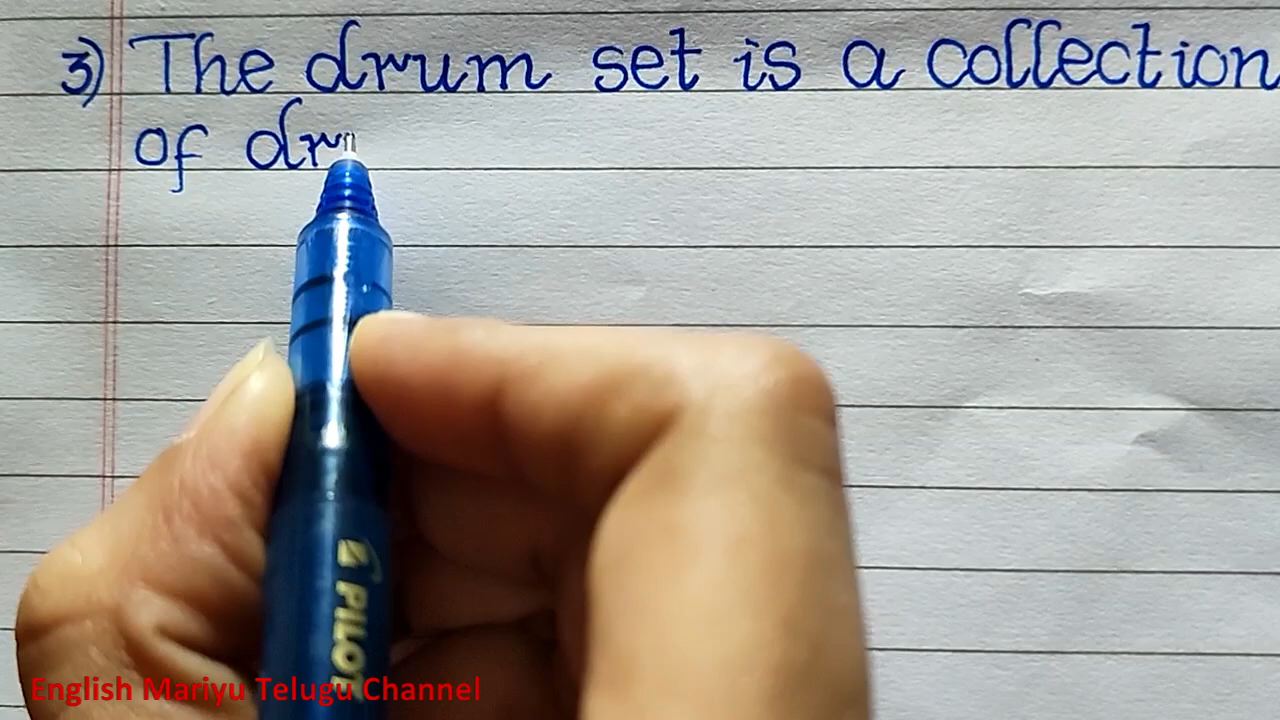 3) The drum set is a collection
of dr
PILOT
English Mariyu Telugu Channel